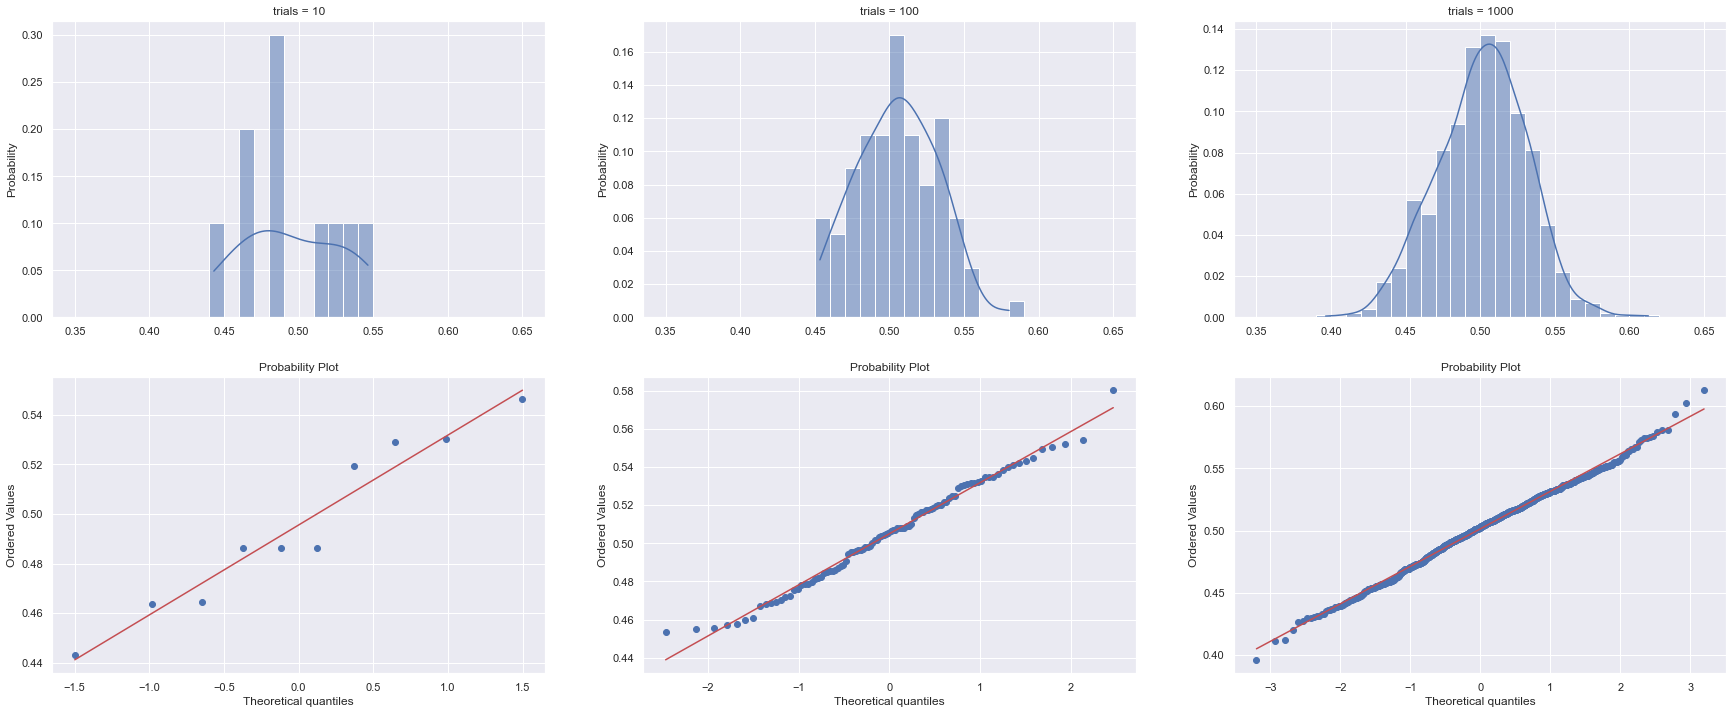 trials = 10
trials = 100
trials = 1000
Probability
0.30
0.25
0.20
0.15
0.10
0.05
0.00
0.35 0.40 0.45 0.50 0.55 0.60 0.65
Probability
0.16
0.14
0.12
0.10
0.08
0.06
0.04
0.02
0.00
0.35 0.40 0.45 0.50 0.55 0.60 0.65
Probability
0.14
0.12
0.10
0.08
0.06
0.04
0.02
0.00
0.35 0.40 0.45 0.50 0.55 0.60 0.65
Probability Plot
Ordered Values
0.54
0.52
0.50
0.48
0.46
0.44
−1.5 −1.0 −0.5 0.0 0.5 1.0 1.5
Theoretical quantiles
Probability Plot
Ordered Values
0.58
0.56
0.54
0.52
0.50
0.48
0.46
0.44
−2 −1 0 1 2
Theoretical quantiles
Probability Plot
Ordered Values
0.60
0.55
0.50
0.45
0.40
−3 −2 −1 0 1 2 3
Theoretical quantiles